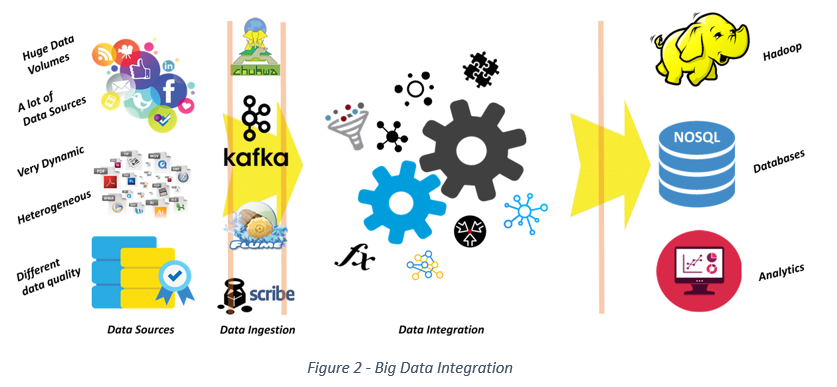 Huge Data
Volumes
A lot of
Data Sources
Very Dynamic
Heterogeneous
Different
data quality
Data Sources
chukwa
kafka
FLUME
scribe
Data Ingestion
fx
Data Integration
Hadoop
NOSQL
Databases
Analytics
Figure 2 - Big Data Integration